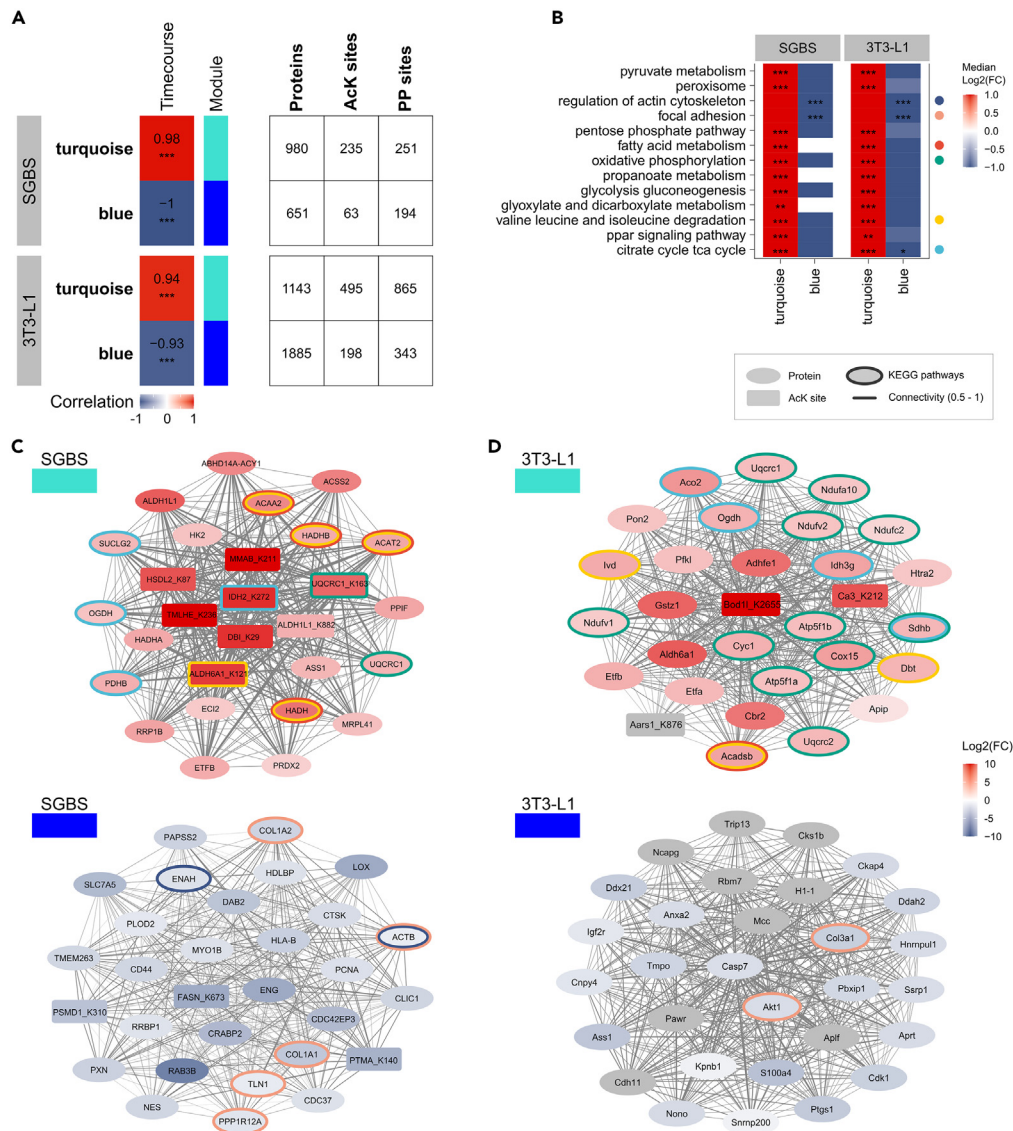 A
Timecourse
Module
Proteins
AcK sites
PP sites
SGBS
turquoise
0.98
***
980
235
251
blue
−1
***
651
63
194
3T3-L1
turquoise
0.94
***
1143
495
865
blue
−0.93
***
1885
198
343
Correlation
-1 0 1
B
SGBS
3T3-L1
pyruvate metabolism *** ***
peroxisome *** ***
regulation of actin cytoskeleton *** ***
focal adhesion *** ***
pentose phosphate pathway *** ***
fatty acid metabolism *** ***
oxidative phosphorylation *** ***
propanoate metabolism *** ***
glycolysis gluconeogenesis *** ***
glyoxylate and dicarboxylate metabolism ** ***
valine leucine and isoleucine degradation *** ***
ppar signaling pathway *** **
citrate cycle tca cycle *** *** *
turquoise
blue
turquoise
blue
Median
Log2(FC)
1.0
0.5
0.0
−0.5
−1.0
Protein
KEGG pathways
AcK site
Connectivity (0.5 - 1)
C
SGBS
ABHD14A-ACY1
ACSS2
ALDH1L1
ACAA2
HK2
HADHB
ACAT2
SUCLG2
MMAB_K211
HSDL2_K87
UQCRC1_K163
IDH2_K272
OGDH
PPIF
ALDH1L1_K882
HADHA
DBI_K29
ASS1
UQCRC1
PDHB
ALDH6A1_K121
ECI2
HADH
MRPL41
RRP1B
ETFB
PRDX2
D
3T3-L1
Uqcrc1
Aco2
Ndufa10
Pon2
Ogdh
Ndufv2
Ndufc2
Pfkl
Adhfe1
Idh3g
Htra2
Ivd
Gstz1
Ca3_K212
Ndufv1
Atp5f1b
Sdhb
Cyc1
Cox15
Aldh6a1
Dbt
Etfb
Etfa
Atp5f1a
Apip
Cbr2
Aars1_K876
Uqcrc2
Acadsb
Log2(FC)
10
5
0
−5
−10
SGBS
PAPSS2
COL1A2
ENAH
HDLBP
LOX
SLC7A5
DAB2
CTSK
PLOD2
HLA-B
ACTB
MYO1B
TMEM263
CD44
PCNA
FASN_K673
ENG
CLIC1
PSMD1_K310
CDC42EP3
RRBP1
CRABP2
COL1A1
PTMA_K140
PXN
RAB3B
TLN1
NES
CDC37
PPP1R12A
3T3-L1
Trip13
Cks1b
Ncapg
Rbm7
H1-1
Ckap4
Ddx21
Anxa2
Mcc
Ddah2
Igf2r
Col3a1
Hnrnpul1
Tmpo
Casp7
Cnpy4
Pbxip1
Ssrp1
Akt1
Pawr
Ass1
Aplf
Aprt
Kpnb1
S100a4
Cdk1
Cdh11
Nono
Ptgs1
Snrnp200